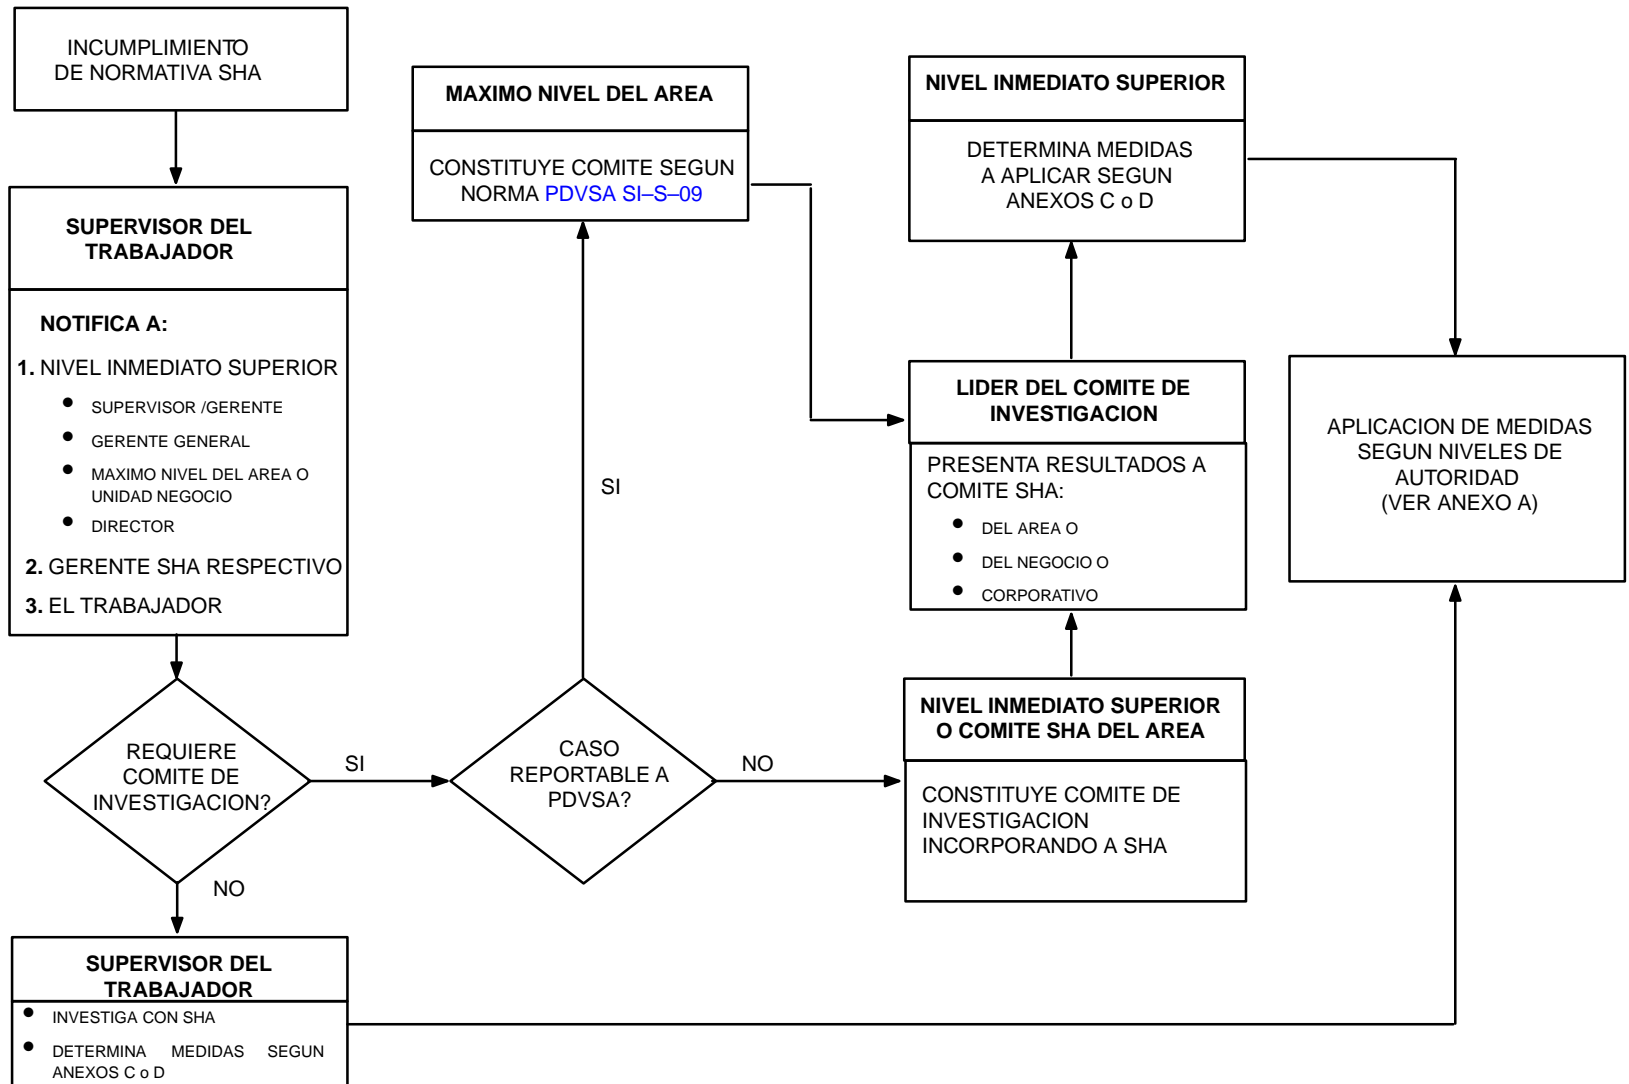 INCUMPLIMIENTO
DE NORMATIVA SHA
SUPERVISOR DEL
TRABAJADOR
NOTIFICA A:
1. NIVEL INMEDIATO SUPERIOR
• SUPERVISOR /GERENTE
• GERENTE GENERAL
• MAXIMO NIVEL DEL AREA O
UNIDAD NEGOCIO
• DIRECTOR
2. GERENTE SHA RESPECTIVO
3. EL TRABAJADOR
REQUIERE
COMITE DE
INVESTIGACION?
SI
NO
SUPERVISOR DEL
TRABAJADOR
• INVESTIGA CON SHA
• DETERMINA MEDIDAS SEGUN
ANEXOS C o D
CASO
REPORTABLE A
PDVSA?
SI
NO
MAXIMO NIVEL DEL AREA
CONSTITUYE COMITE SEGUN
NORMA PDVSA SI–S–09
NIVEL INMEDIATO SUPERIOR
O COMITE SHA DEL AREA
CONSTITUYE COMITE DE
INVESTIGACION
INCORPORANDO A SHA
LIDER DEL COMITE DE
INVESTIGACION
PRESENTA RESULTADOS A
COMITE SHA:
• DEL AREA O
• DEL NEGOCIO O
• CORPORATIVO
NIVEL INMEDIATO SUPERIOR
DETERMINA MEDIDAS
A APLICAR SEGUN
ANEXOS C o D
APLICACION DE MEDIDAS
SEGUN NIVELES DE
AUTORIDAD
(VER ANEXO A)